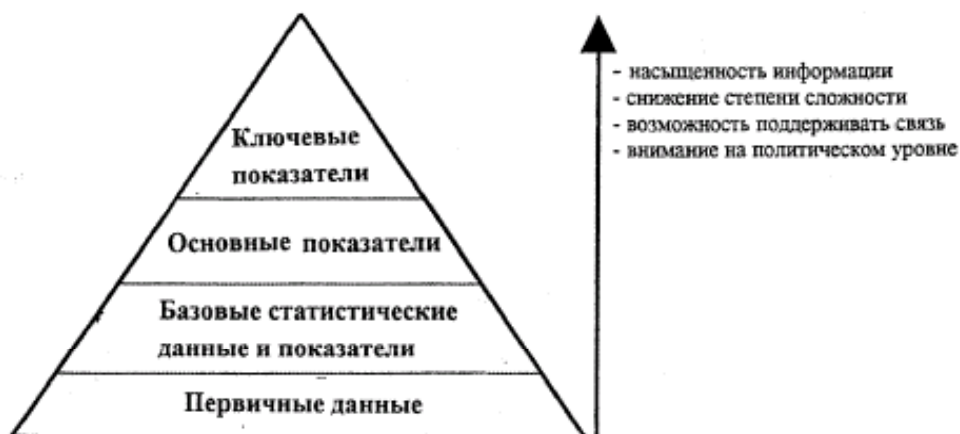 Ключевые
показатели
Основные показатели
Базовые статистические
данные и показатели
Первичные данные
- насыщенность информации
- снижение степени сложности
- возможность поддерживать связь
- внимание на политическом уровне